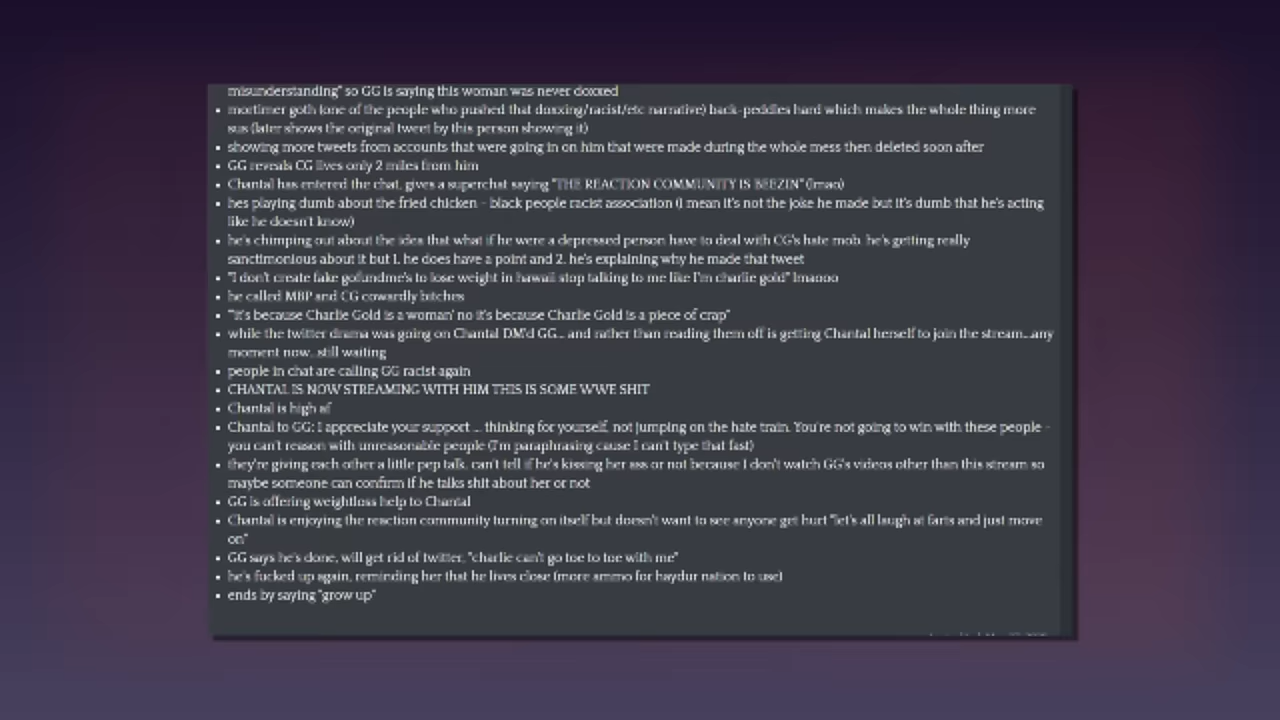 misunderstanding" so GG is saying this woman was never doxxed
• mortimer goth (one of the people who pushed that doxxing/racist/etc narrative) back-peddles hard which makes the whole thing more
sus (later shows the original tweet by this person showing it)
• showing more tweets from accounts that were going in on him that were made during the whole mess then deleted soon after
• GG reveals CG lives only 2 miles from him
• Chantal has entered the chat, gives a superchat saying "THE REACTION COMMUNITY IS BEEZIN" (lmao)
• hes playing dumb about the fried chicken - black people racist association (i mean it's not the joke he made but it's dumb that he's acting
like he doesn't know)
• he's chimping out about the idea that what if he were a depressed person have to deal with CG's hate mob. he's getting really
sanctimonious about it but 1. he does have a point and 2. he's explaining why he made that tweet
• "I don't create fake gofundme's to lose weight in hawaii stop talking to me like I'm charlie gold" lmaooo
• he called MBP and CG cowardly bitches
• "'it's because Charlie Gold is a woman' no it's because Charlie Gold is a piece of crap"
• while the twitter drama was going on Chantal DM'd GG... and rather than reading them off is getting Chantal herself to join the stream...any
moment now...still waiting
• people in chat are calling GG racist again
• CHANTAL IS NOW STREAMING WITH HIM THIS IS SOME WWE SHIT
• Chantal is high af
• Chantal to GG: I appreciate your support ... thinking for yourself, not jumping on the hate train. You're not going to win with these people -
you can't reason with unreasonable people (I'm paraphrasing cause I can't type that fast)
• they're giving each other a little pep talk, can't tell if he's kissing her ass or not because I don't watch GG's videos other than this stream so
maybe someone can confirm if he talks shit about her or not
• GG is offering weightloss help to Chantal
• Chantal is enjoying the reaction community turning on itself but doesn't want to see anyone get hurt "let's all laugh at farts and just move
on"
• GG says he's done, will get rid of twitter, "charlie can't go toe to toe with me"
• he's fucked up again, reminding her that he lives close (more ammo for haydur nation to use)
• ends by saying "grow up"